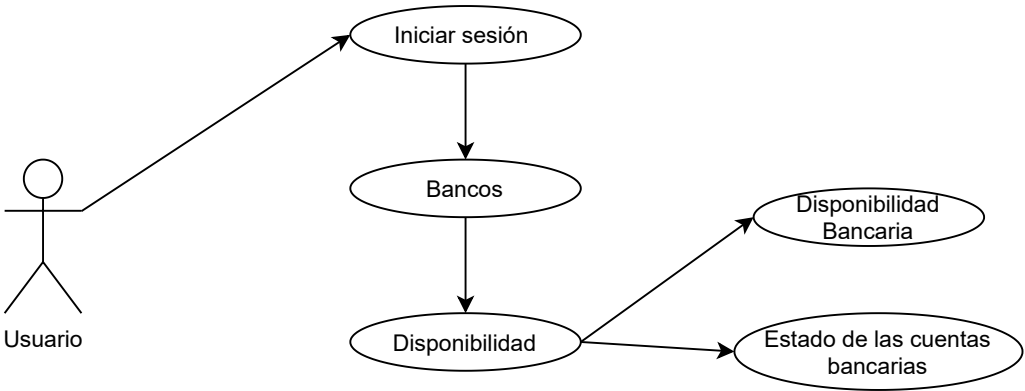 Iniciar sesión
Bancos
Disponibilidad
Bancaria
Usuario
Disponibilidad
Estado de las cuentas
bancarias